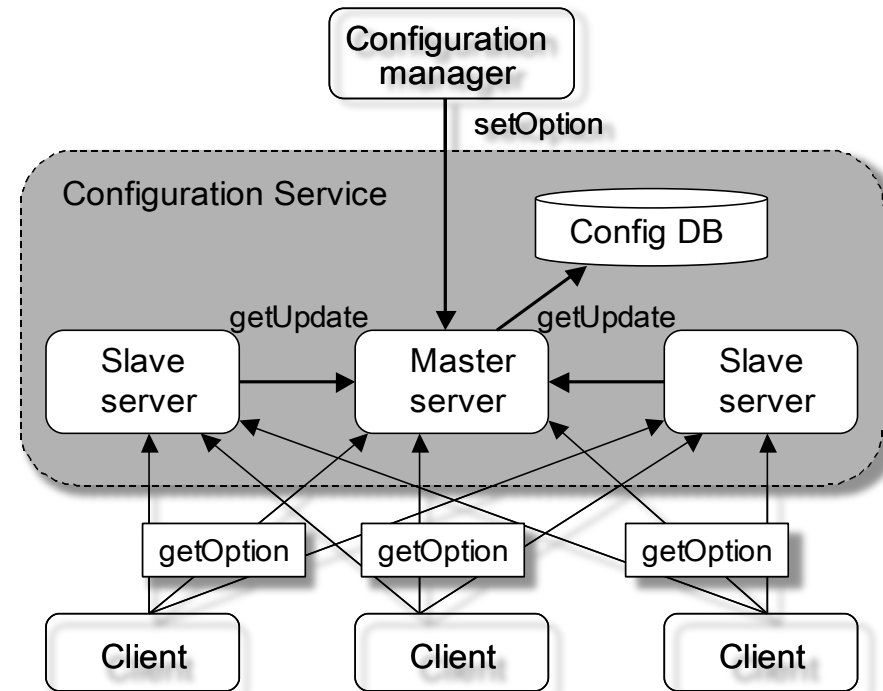 Configuration
manager
setOption
Configuration Service
Config DB
getUpdate
getUpdate
Slave
server
Master
server
Slave
server
getOption
getOption
getOption
Client
Client
Client